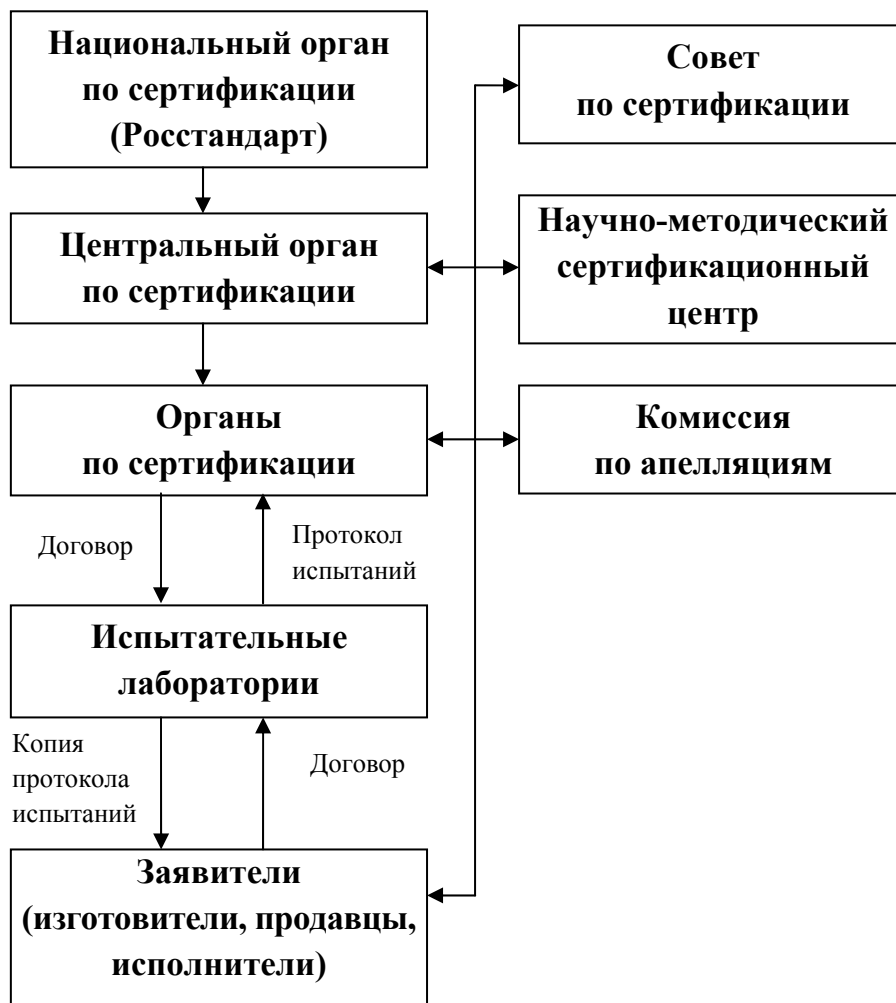 Национальный орган
по сертификации
(Росстандарт)
Совет
по сертификации
Центральный орган
по сертификации
Научно-методический
сертификационный
центр
Органы
по сертификации
Комиссия
по апелляциям
Договор
Протокол
испытаний
Испытательные
лаборатории
Копия
протокола
испытаний
Договор
Заявители
(изготовители, продавцы,
исполнители)